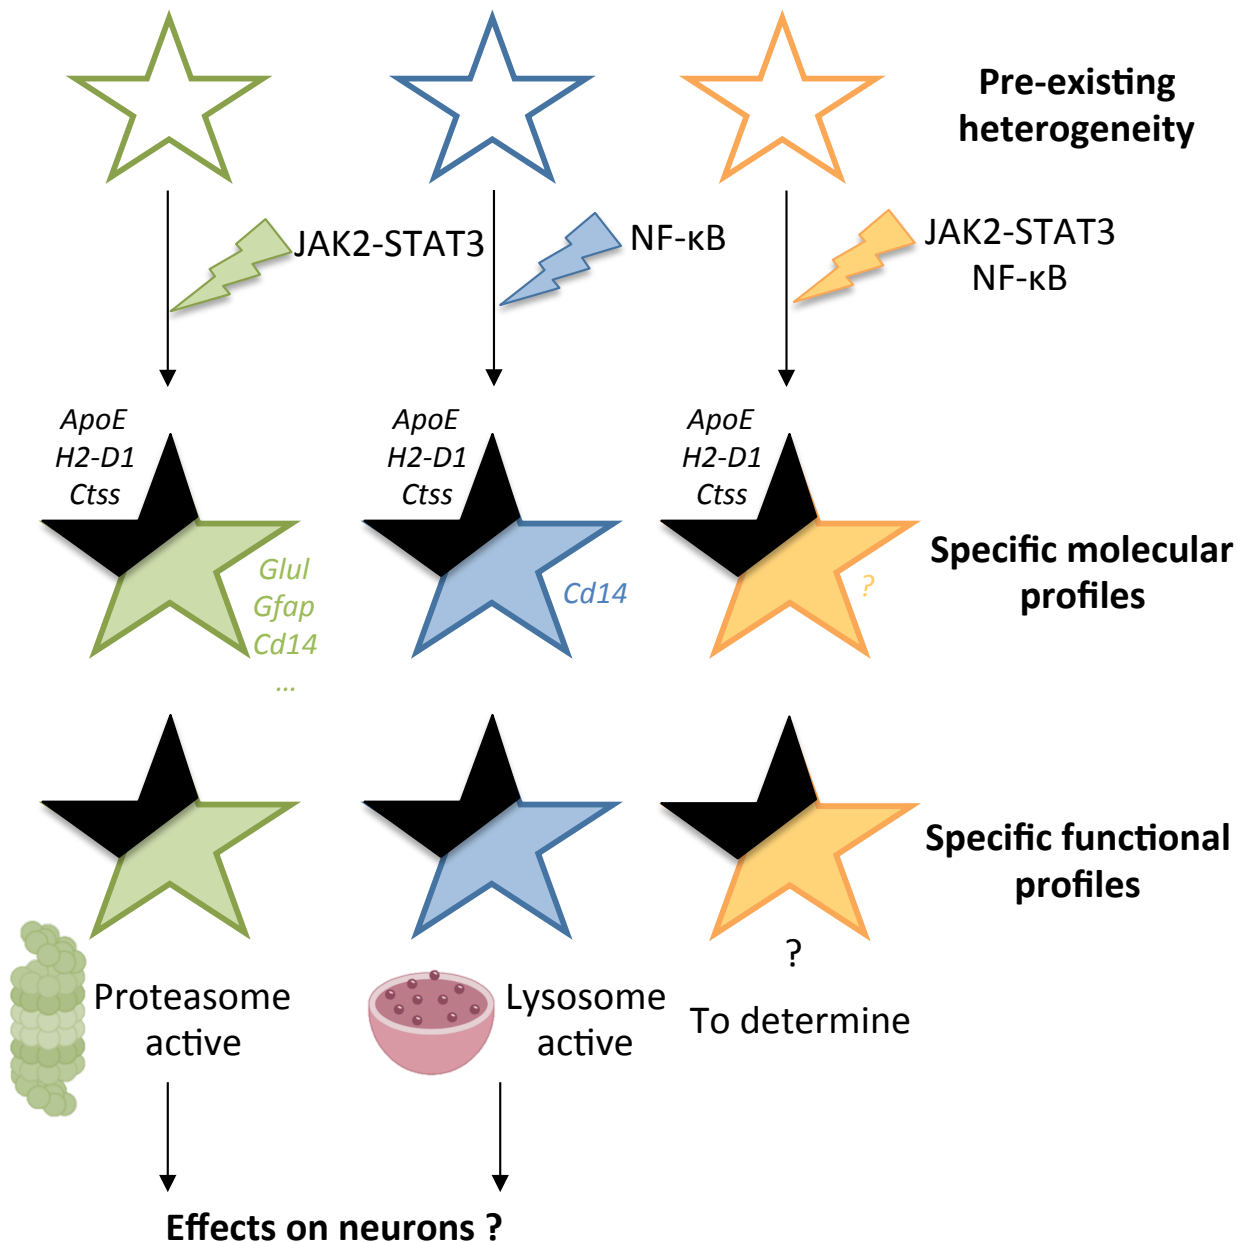 Pre-existing
heterogeneity
JAK2-STAT3
NF-κB
JAK2-STAT3
NF-κB
ApoE
H2-D1
Ctss
ApoE
H2-D1
Ctss
ApoE
H2-D1
Ctss
Glul
Gfap
Cd14
...
Cd14
?
Specific molecular
profiles
Specific functional
profiles
Proteasome
active
Lysosome
active
?
To determine
Effects on neurons ?